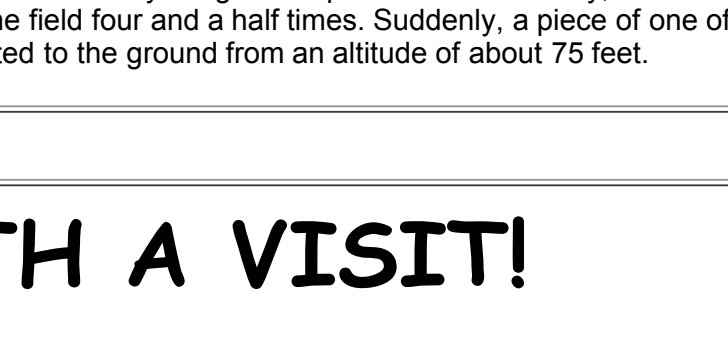 he field four and a half times. Suddenly, a piece of one of
ted to the ground from an altitude of about 75 feet.
TH A VISIT!